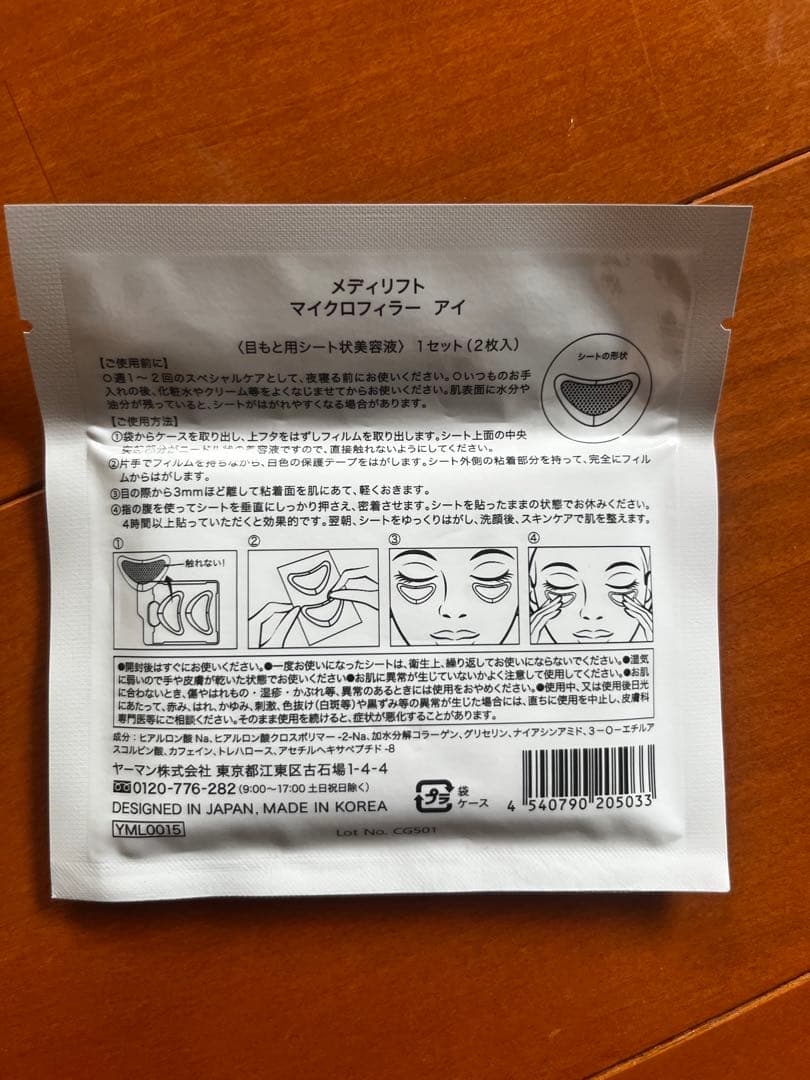 メディリフト
マイクロフィラー アイ
〈目もと用シート状美容液〉 1セット(2枚入)
シートの形状
【ご使用前に】
○週1〜2回のスペシャルケアとして、夜寝る前にお使いください。○いつものお手
入れの後、化粧水やクリーム等をよくなじませてからお使いください。肌表面に水分や
油分が残っていると、シートがはがれやすくなる場合があります。
【ご使用方法】
①袋からケースを取り出し、上フタをはずしフィルムを取り出します。シート上面の中央
美容液ですので、直接触れないようにしてください。
②片手でフィルムを持ちながら、白色の保護テープをはがします。シート外側の粘着部分を持って、完全にフィル
ムからはがします。
③目の際から3mmほど離して粘着面を肌にあて、軽くおきます。
④指の腹を使ってシートを垂直にしっかり押さえ、密着させます。シートを貼ったままの状態でお休みください。
4時間以上貼っていただくと効果的です。翌朝、シートをゆっくりはがし、洗顔後、スキンケアで肌を整えます。
① ② ③ ④
触れない!
●開封後はすぐにお使いください。●一度お使いになったシートは、衛生上、繰り返してお使いにならないでください。●湿気
に弱いので手や皮膚が乾いた状態でお使いください●お肌に異常が生じていないかよく注意して使用してください。●お肌
に合わないとき、傷やはれもの・湿疹・かぶれ等、異常のあるときには使用をおやめください。●使用中、又は使用後日光
にあたって、赤み、はれ、かゆみ、刺激、色抜け(白斑等)や黒ずみ等の異常が生じた場合には、直ちに使用を中止し、皮膚科
専門医等にご相談ください。そのまま使用を続けると、症状が悪化することがあります。
成分:ヒアルロン酸Na、ヒアルロン酸クロスポリマー-2-Na、加水分解コラーゲン、グリセリン、ナイアシンアミド、3-O-エチルア
スコルビン酸、カフェイン、トレハロース、アセチルヘキサペプチド-8
ヤーマン株式会社 東京都江東区古石場1-4-4
0120-776-282(9:00〜17:00 土日祝日除く)
DESIGNED IN JAPAN, MADE IN KOREA
プラ
袋
ケース
4 540790 205033
YML0015
Lot No. CG501